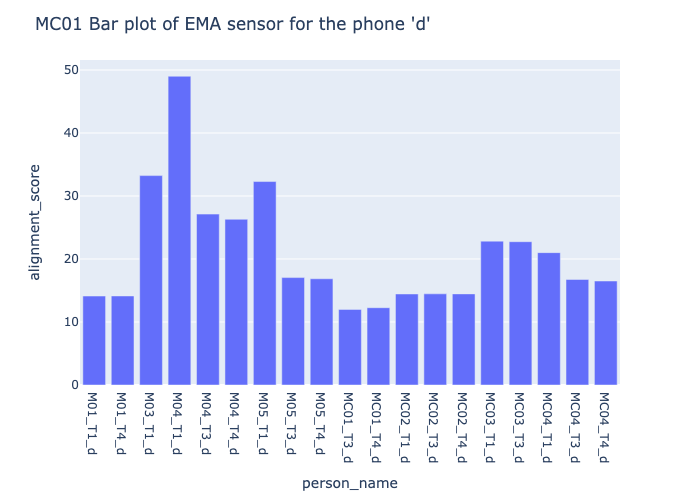 MC01 Bar plot of EMA sensor for the phone 'd'
50
40
30
20
10
0
alignment_score
M01_T1_d
M01_T4_d
M03_T1_d
M04_T1_d
M04_T3_d
M04_T4_d
M05_T1_d
M05_T3_d
M05_T4_d
MC01_T3_d
MC01_T4_d
MC02_T1_d
MC02_T3_d
MC02_T4_d
MC03_T1_d
MC03_T3_d
MC04_T1_d
MC04_T3_d
MC04_T4_d
person_name